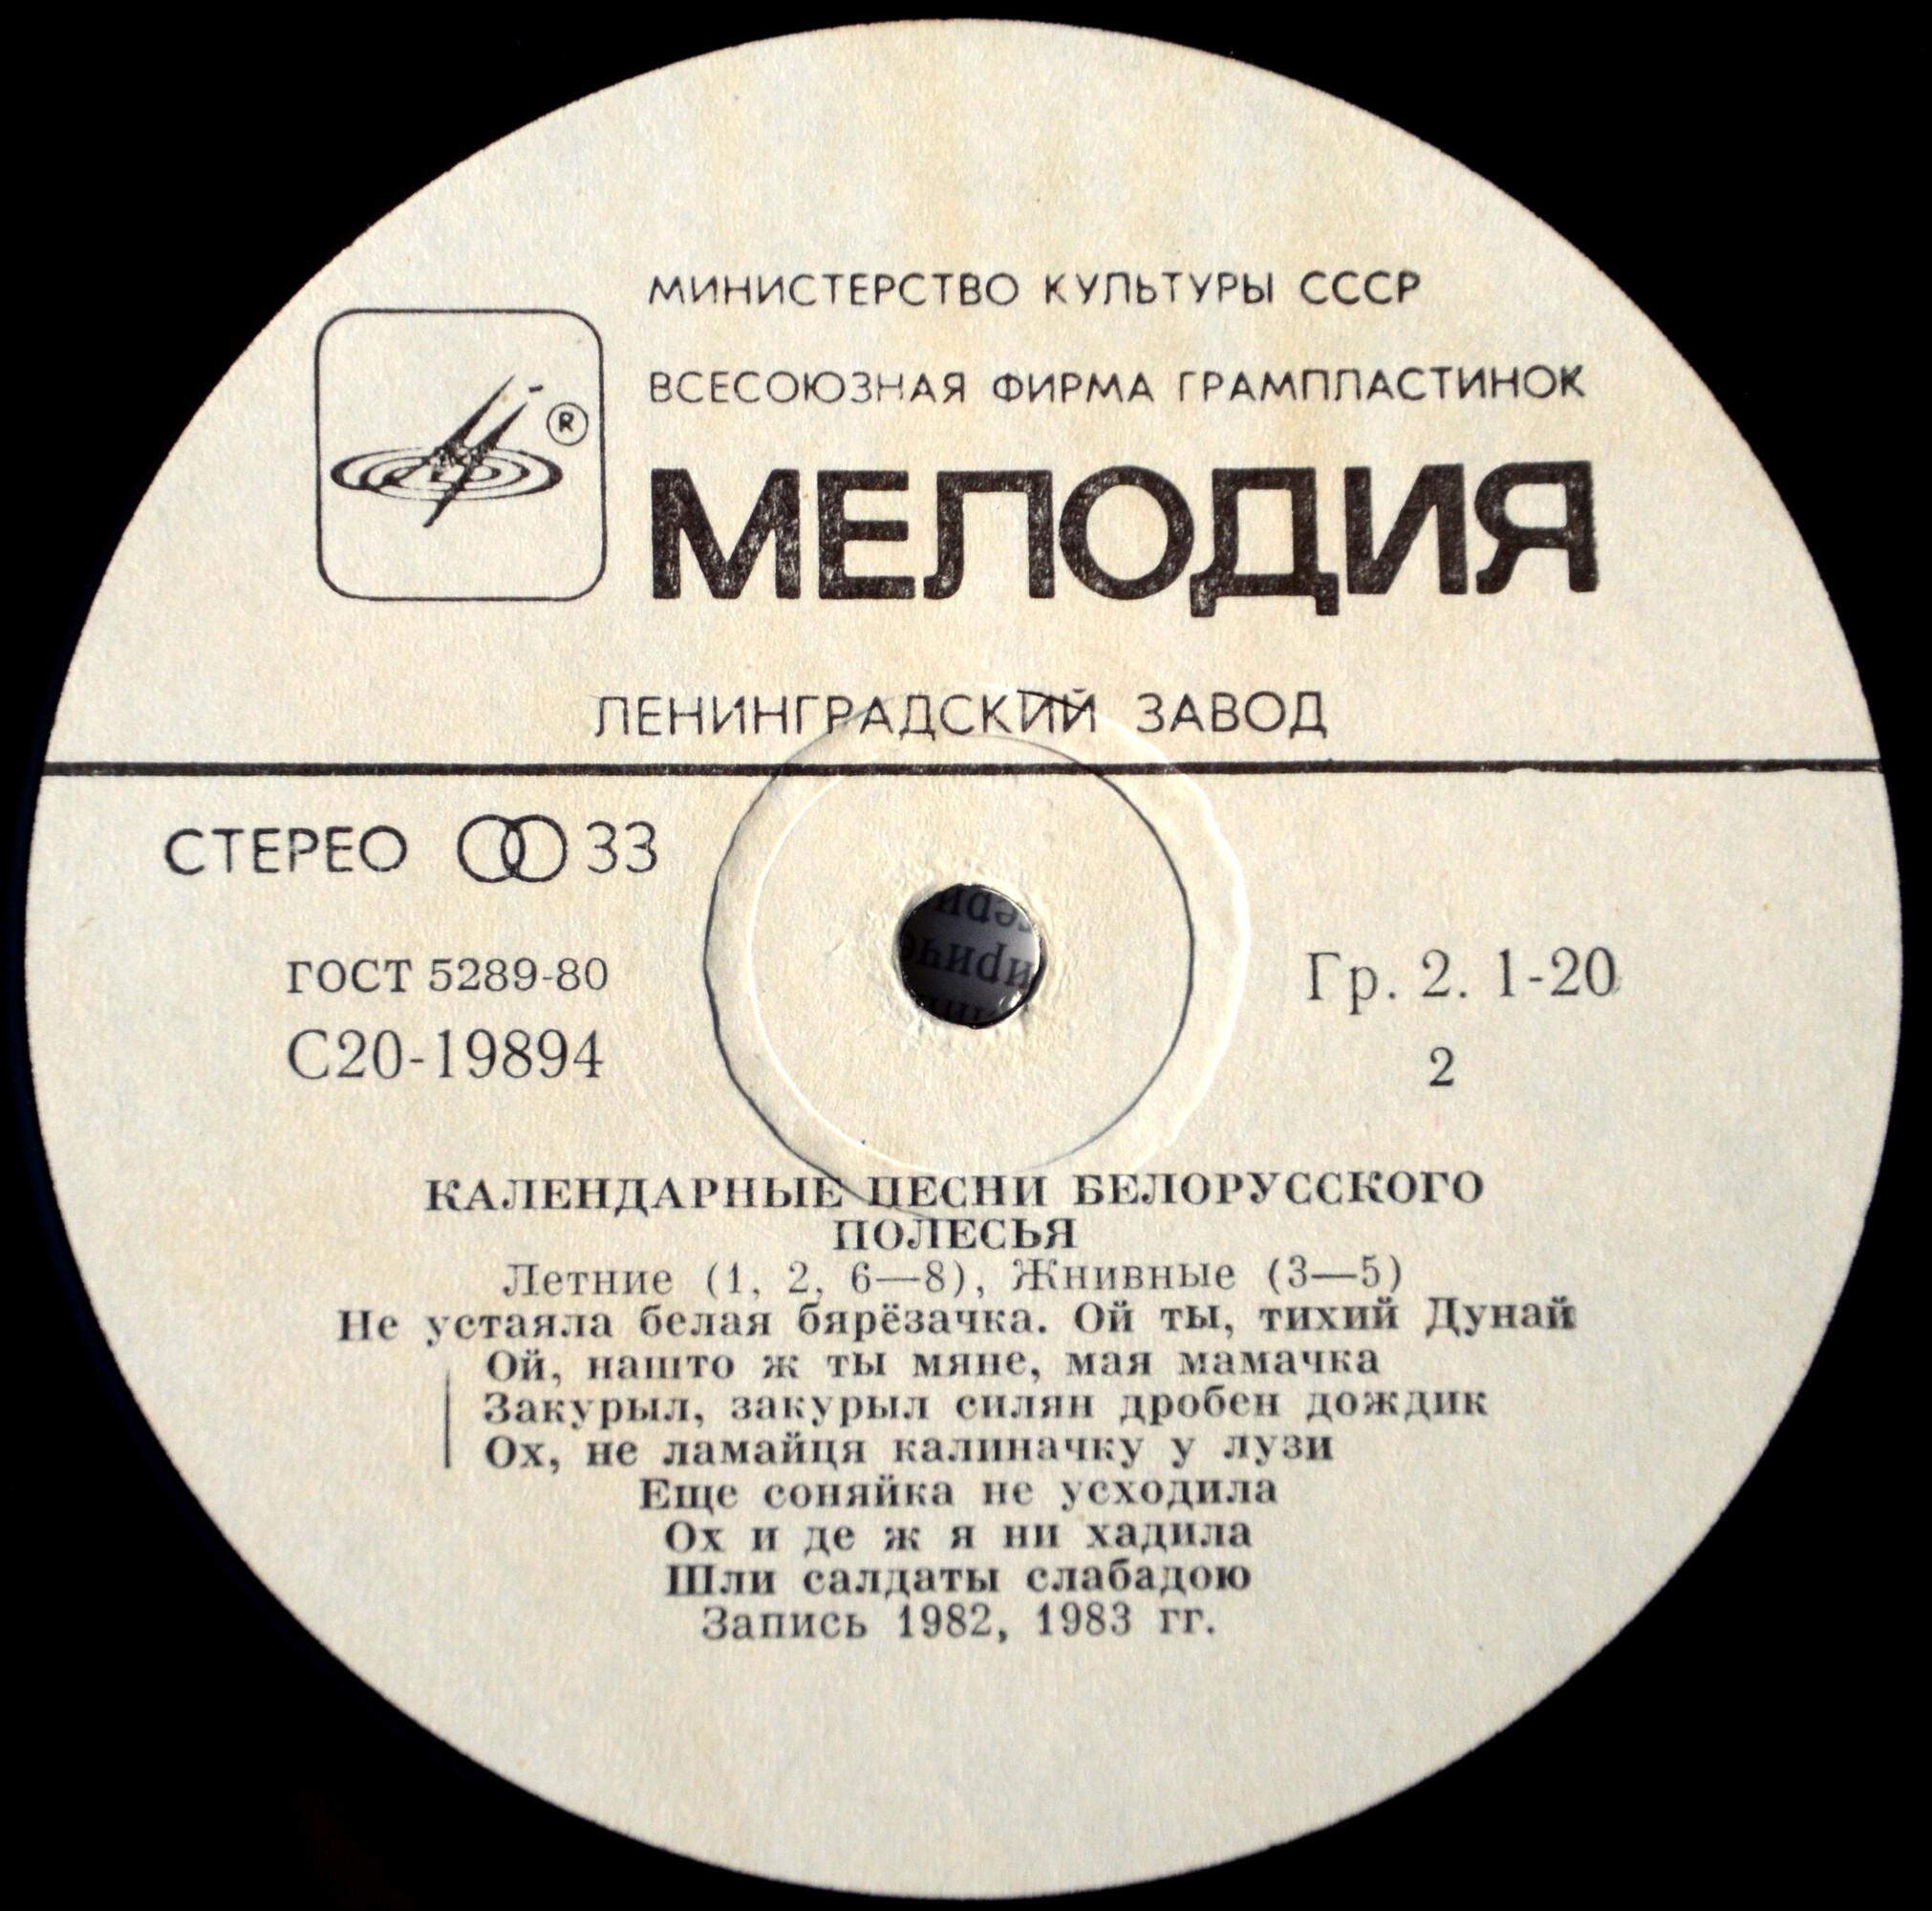 МИНИСТЕРСТВО КУЛЬТУРЫ СССР
ВСЕСОЮЗНАЯ ФИРМА ГРАМПЛАСТИНОК
®
МЕЛОДИЯ
ЛЕНИНГРАДСКИЙ ЗАВОД
СТЕРЕО 33
ГОСТ 5289-80
Гр. 2. 1-20
С20-19894
2
КАЛЕНДАРНЫЕ ПЕСНИ БЕЛОРУССКОГО
ПОЛЕСЬЯ
Летние (1, 2, 6—8), Жнивные (3—5)
Не устаяла белая бярёзачка. Ой ты, тихий Дунай
Ой, нашто ж ты мяне, мая мамачка
Закурыл, закурыл силян дробен дождик
Ох, не ламайця калиначку у лузи
Еще соняйка не усходила
Ох и де ж я ни хадила
Шли салдаты слабадою
Запись 1982, 1983 гг.